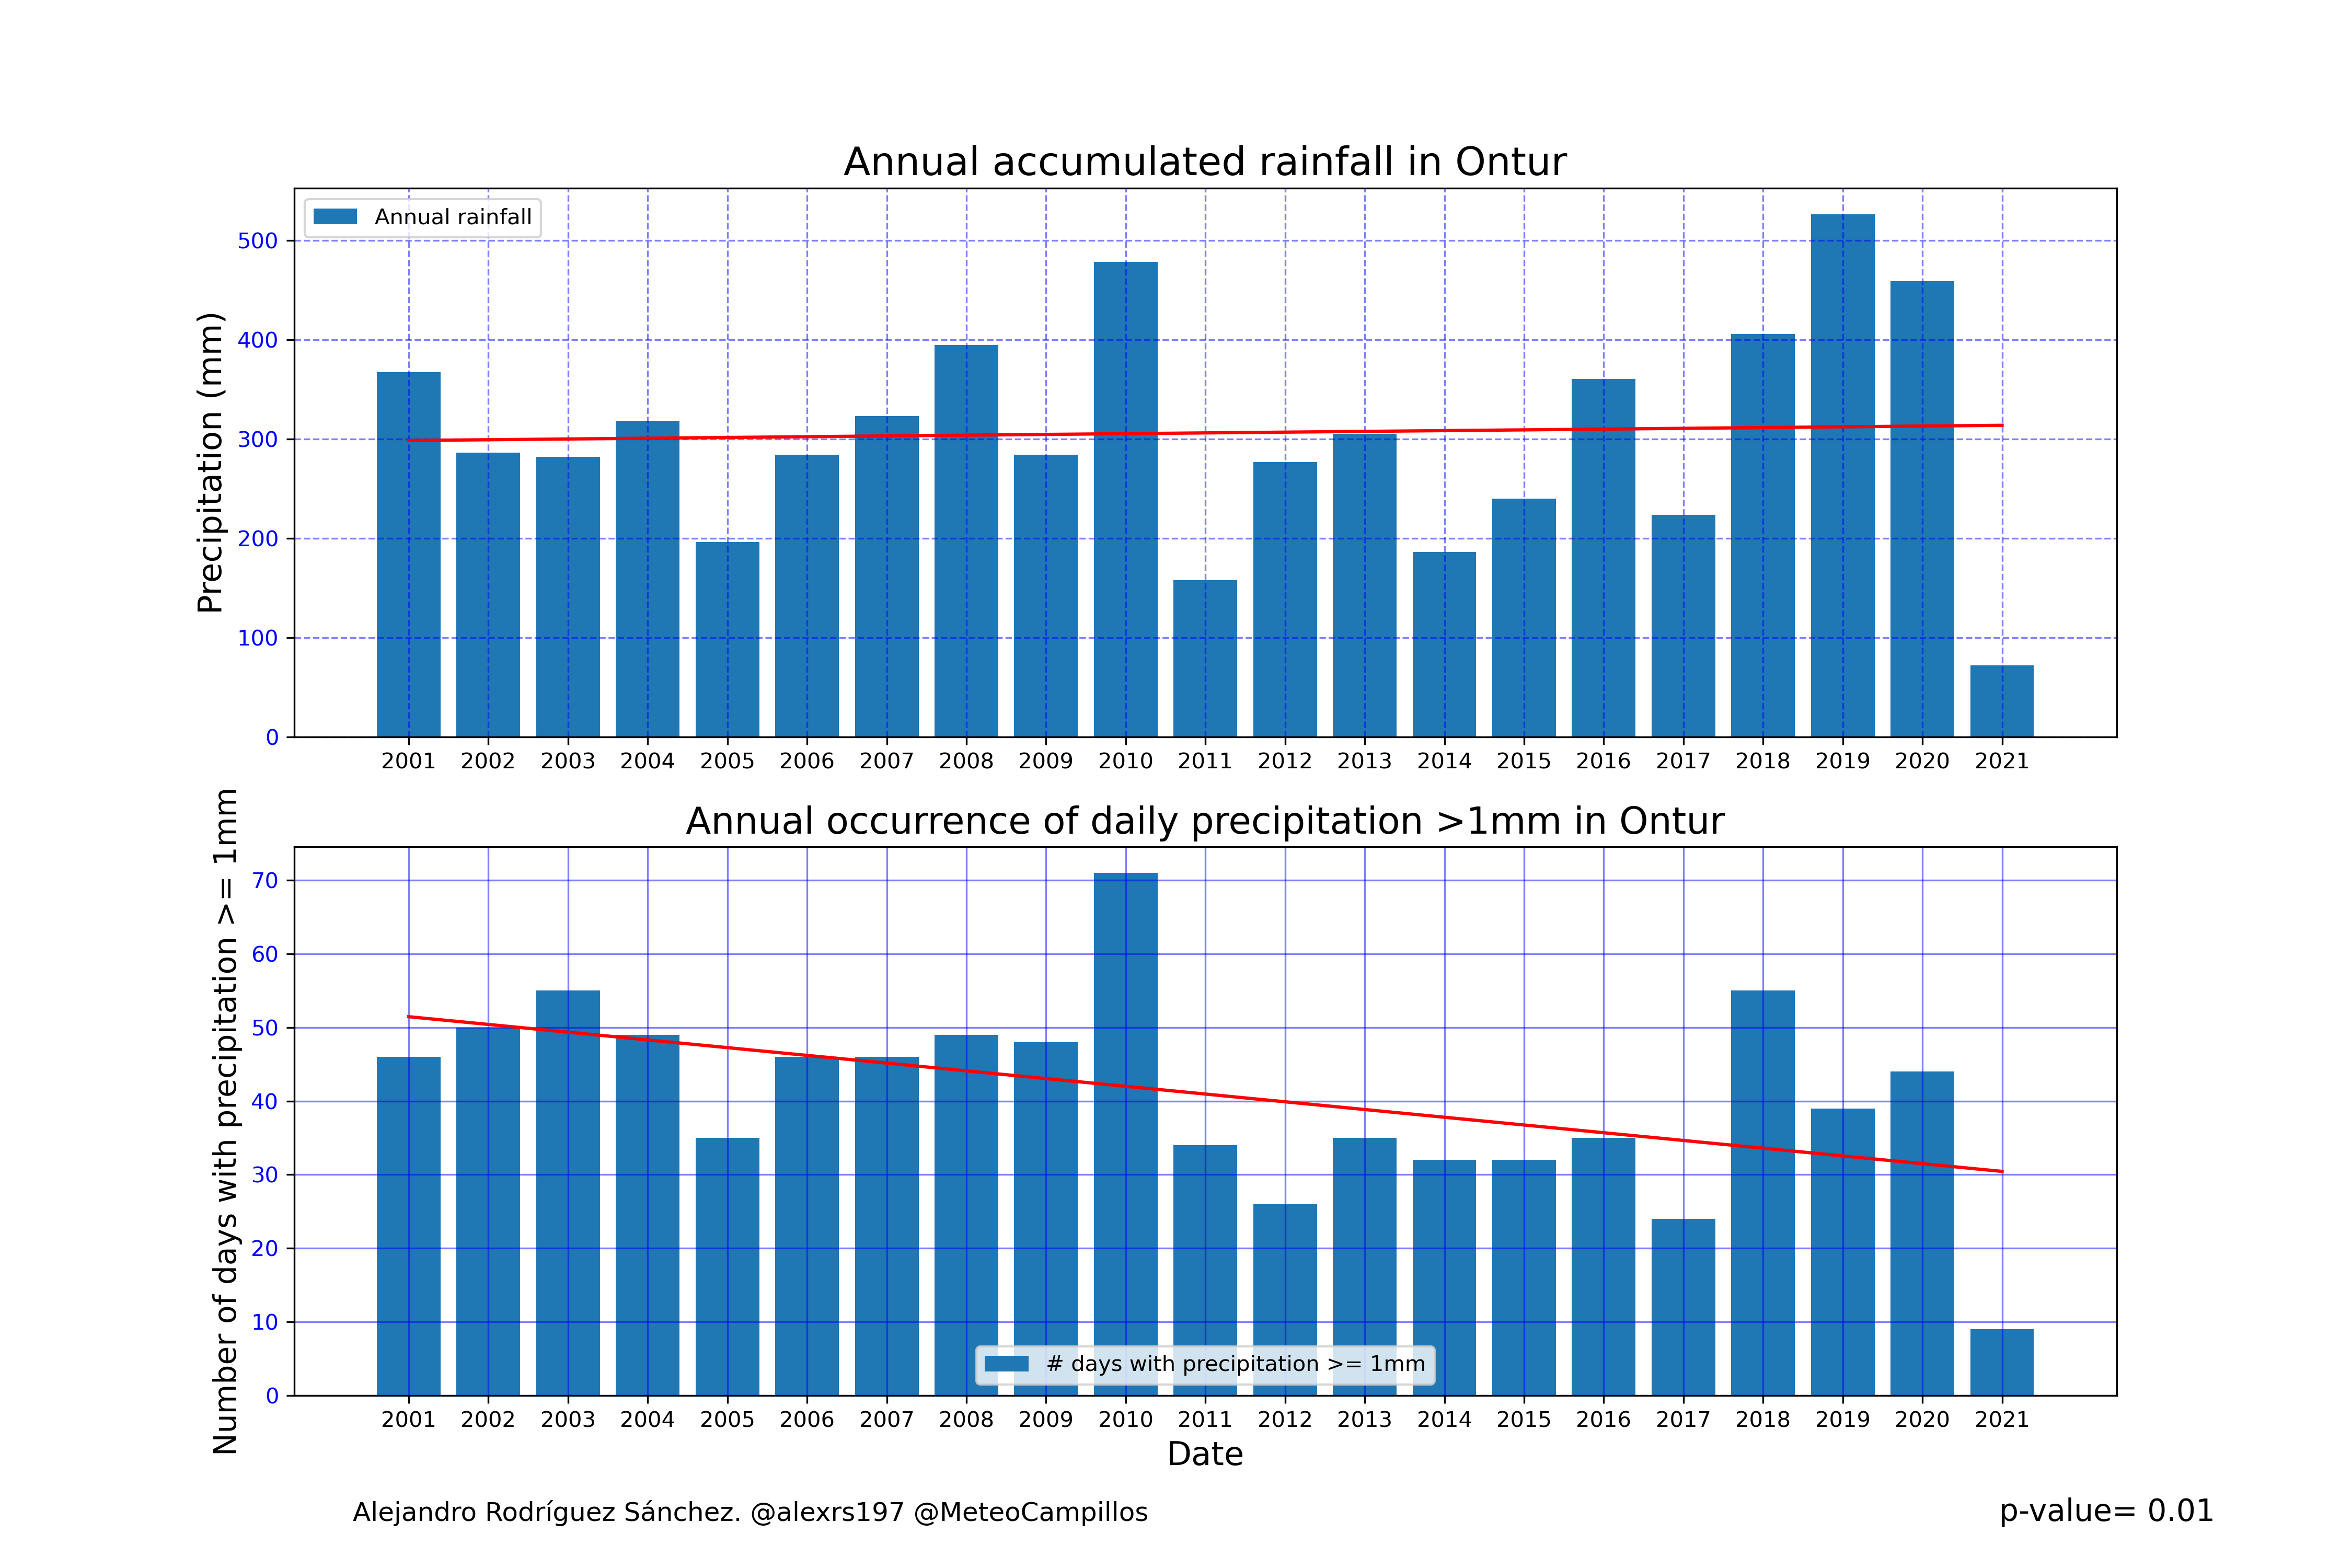 Annual accumulated rainfall in Ontur
Annual rainfall
Precipitation (mm)
500
400
300
200
100
0
2001 2002 2003 2004 2005 2006 2007 2008 2009 2010 2011 2012 2013 2014 2015 2016 2017 2018 2019 2020 2021
Annual occurrence of daily precipitation >1mm in Ontur
Number of days with precipitation >= 1mm
70
60
50
40
30
20
10
0
# days with precipitation >= 1mm
2001 2002 2003 2004 2005 2006 2007 2008 2009 2010 2011 2012 2013 2014 2015 2016 2017 2018 2019 2020 2021
Date
Alejandro Rodríguez Sánchez. @alexrs197 @MeteoCampillos
p-value= 0.01